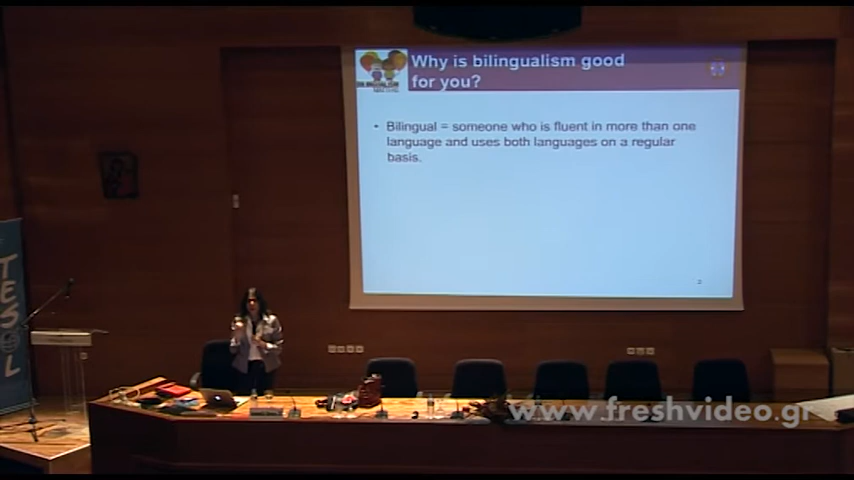 Why is bilingualism good
for you?
• Bilingual = someone who is fluent in more than one
language and uses both languages on a regular
basis.
2
TESOL
www.freshvideo.gr